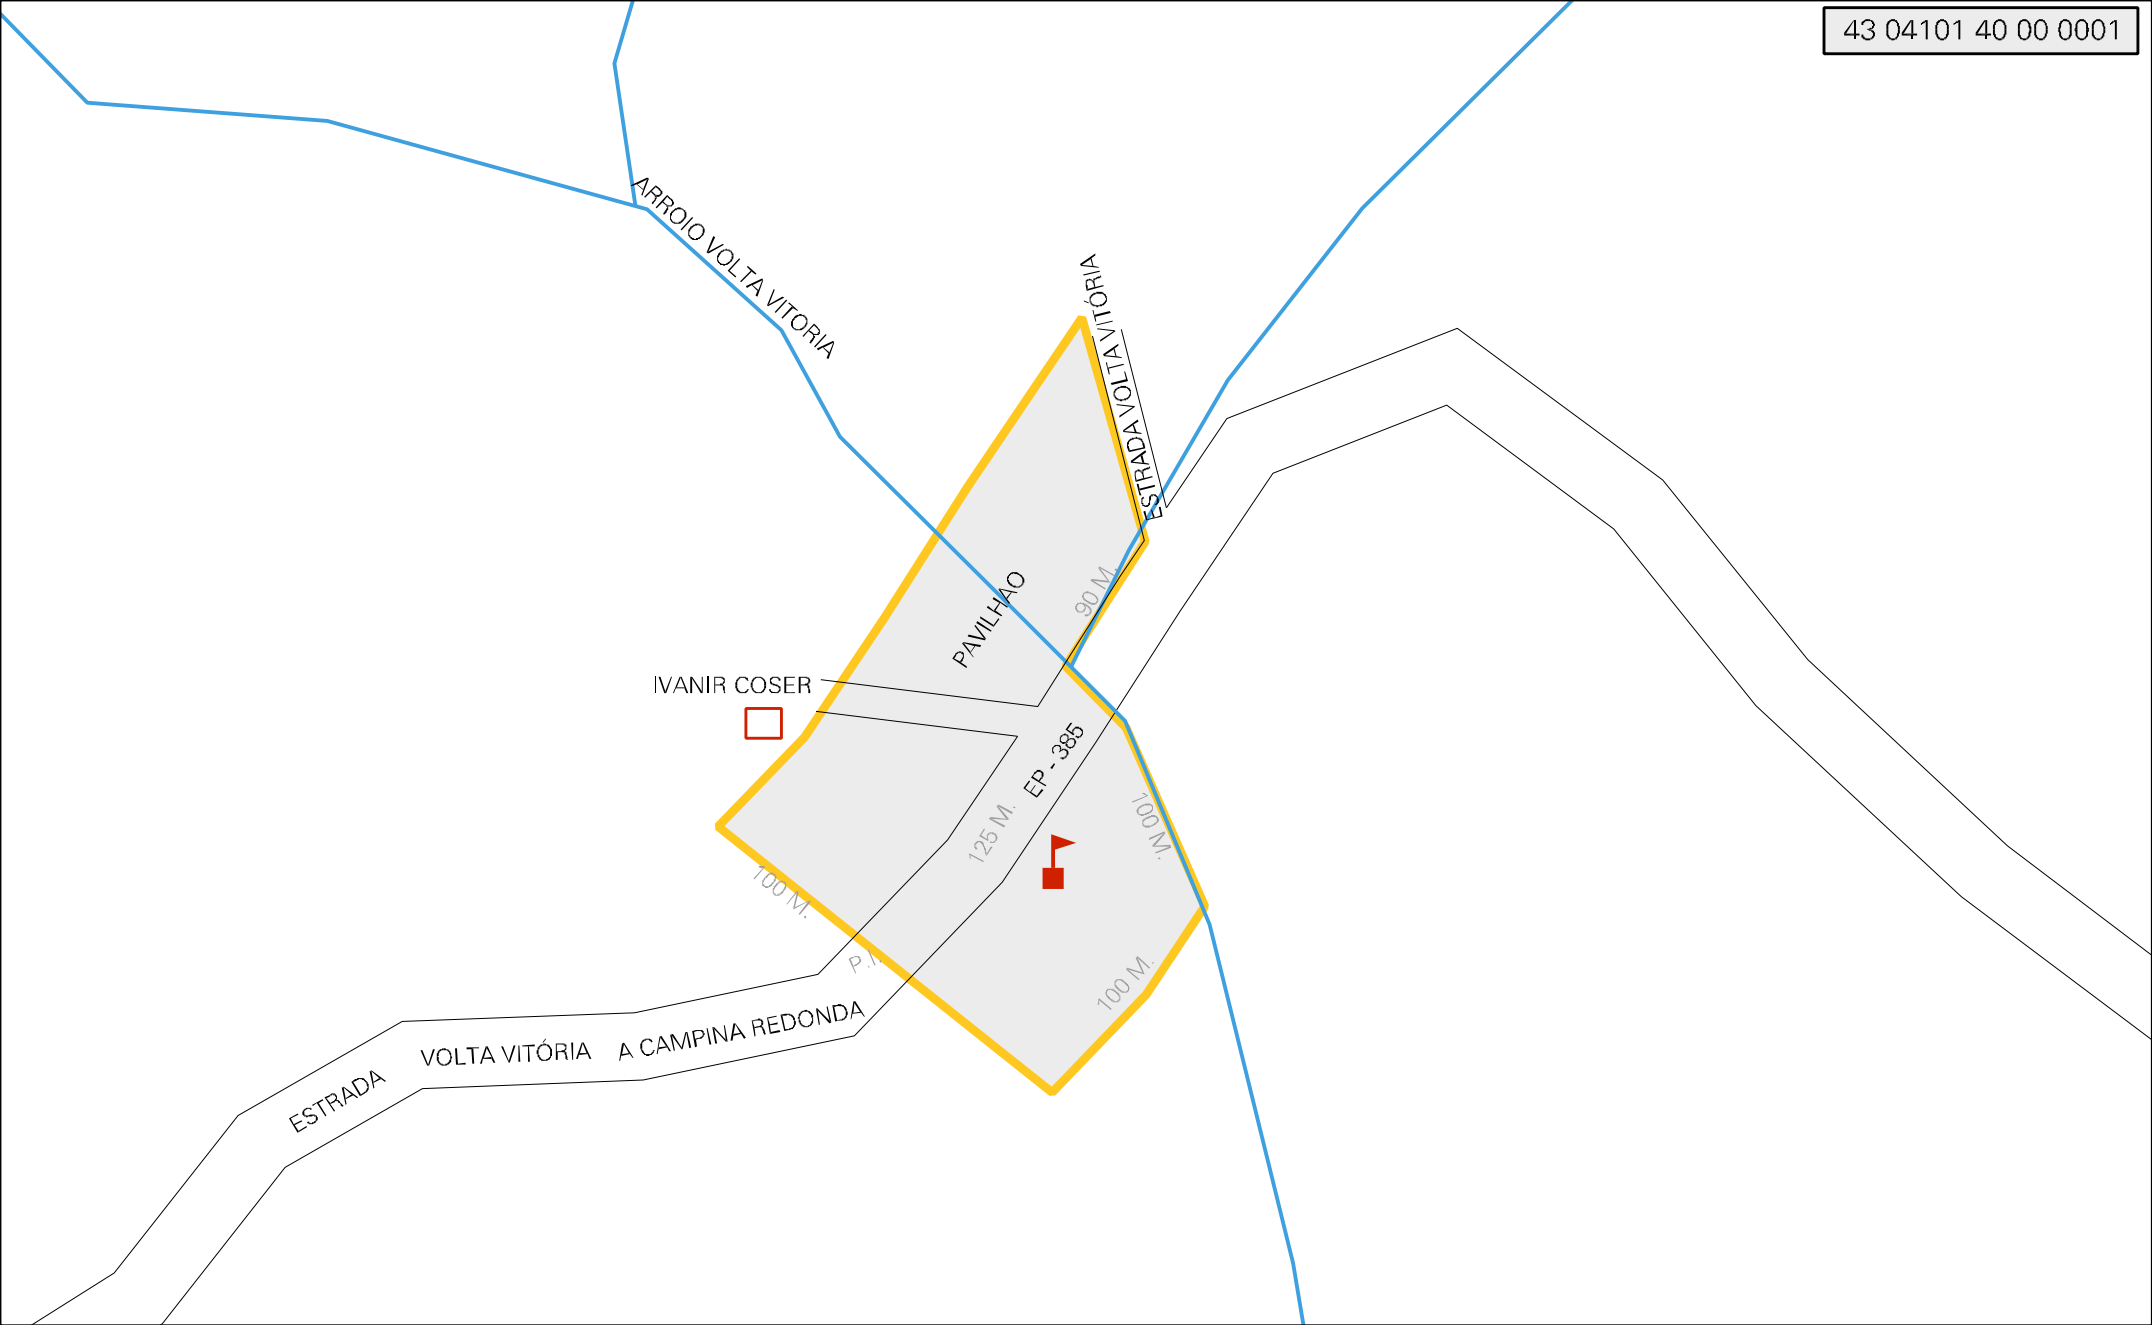 43 04101 40 00 0001
ARROIO VOLTA VITORIA
ESTRADA VOLTA VITÓRIA
90 M.
PAVILHAO
IVANIR COSER
EP - 385
125 M.
100 M.
100 M.
P.I.
100 M.
ESTRADA VOLTA VITÓRIA A CAMPINA REDONDA